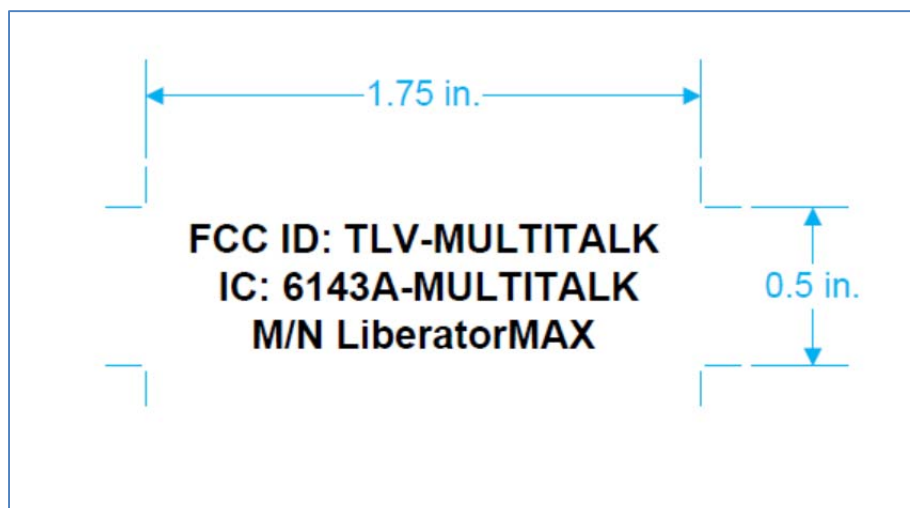 1.75 in.
FCC ID: TLV-MULTITALK
IC: 6143A-MULTITALK
0.5 in.
M/N LiberatorMAX